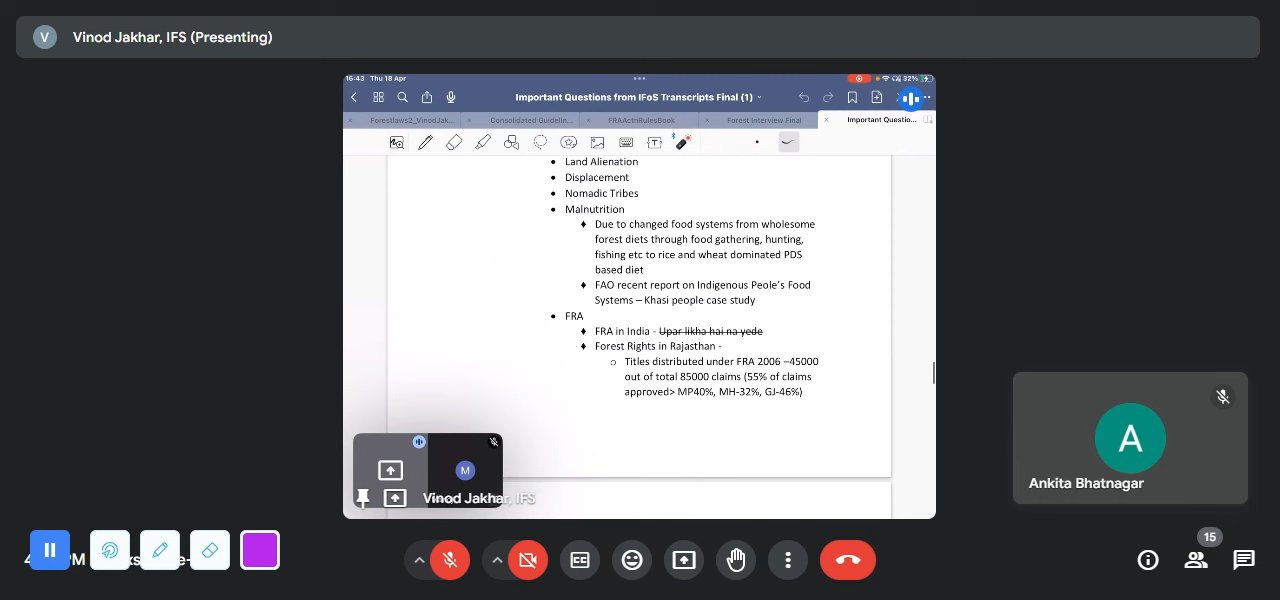 V Vinod Jakhar, IFS (Presenting)
16:43 Thu 18 Apr
32%
Important Questions from IFoS Transcripts Final (1)
Forestlaws2_VinodJak...
Consolidated Guidelin...
FRAActnRulesBook
Forest Interview Final
Important Questio...
T
• Land Alienation
• Displacement
• Nomadic Tribes
• Malnutrition
♦ Due to changed food systems from wholesome
forest diets through food gathering, hunting,
fishing etc to rice and wheat dominated PDS
based diet
♦ FAO recent report on Indigenous Peole's Food
Systems – Khasi people case study
• FRA
♦ FRA in India - Upar likha hai na yede
♦ Forest Rights in Rajasthan -
○ Titles distributed under FRA 2006 –45000
out of total 85000 claims (55% of claims
approved> MP40%, MH-32%, GJ-46%)
M
Vinod Jakhar, IFS
A
Ankita Bhatnagar
CC
15